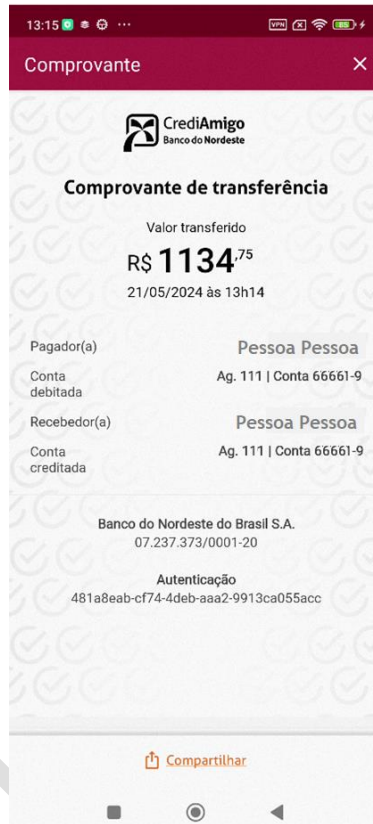 13:15
VPN
85
Comprovante
CrediAmigo
Banco do Nordeste
Comprovante de transferência
Valor transferido
R$ 1134,75
21/05/2024 às 13h14
Pagador(a) Pessoa Pessoa
Conta debitada Ag. 111 | Conta 66661-9
Recebedor(a) Pessoa Pessoa
Conta creditada Ag. 111 | Conta 66661-9
Banco do Nordeste do Brasil S.A.
07.237.373/0001-20
Autenticação
481a8eab-cf74-4deb-aaa2-9913ca055acc
Compartilhar